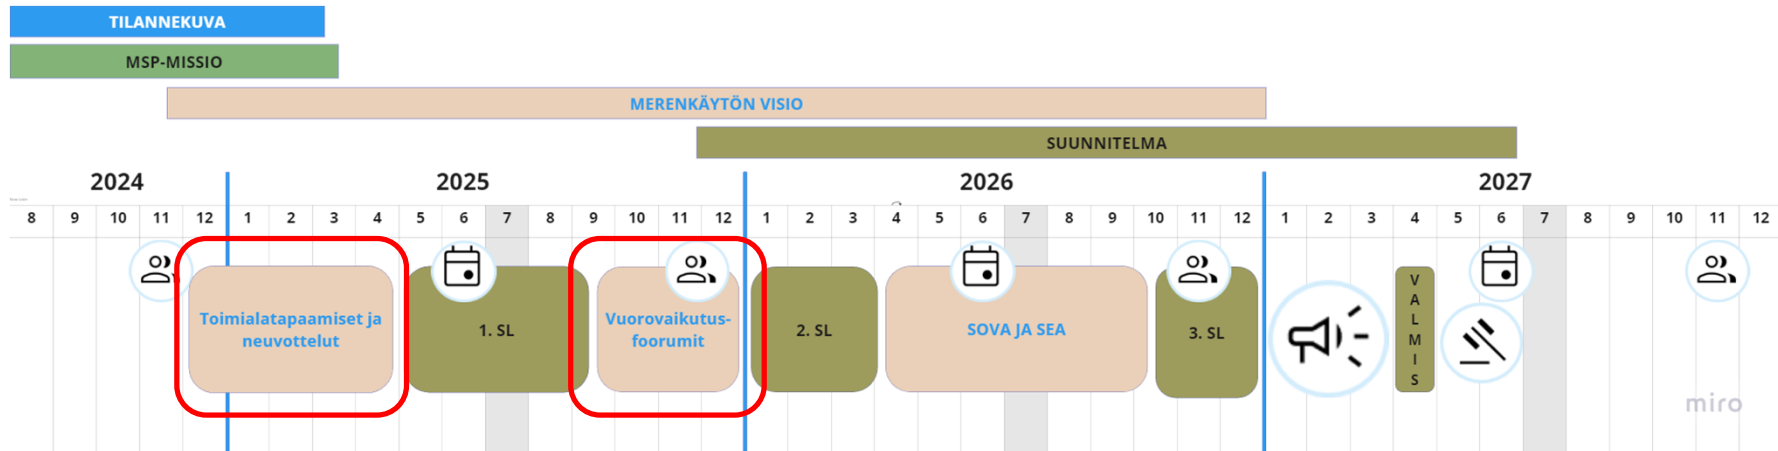 TILANNEKUVA
MSP-MISSIO
MERENKÄYTÖN VISIO
SUUNNITELMA
2024 2025 2026 2027
8 9 10 11 12 1 2 3 4 5 6 7 8 9 10 11 12 1 2 3 4 5 6 7 8 9 10 11 12 1 2 3 4 5 6 7 8 9 10 11 12
Toimialatapaamiset ja
neuvottelut
1. SL
Vuorovaikutus-
foorumit
2. SL
SOVA JA SEA
3. SL
V
A
L
M
I
S
miro